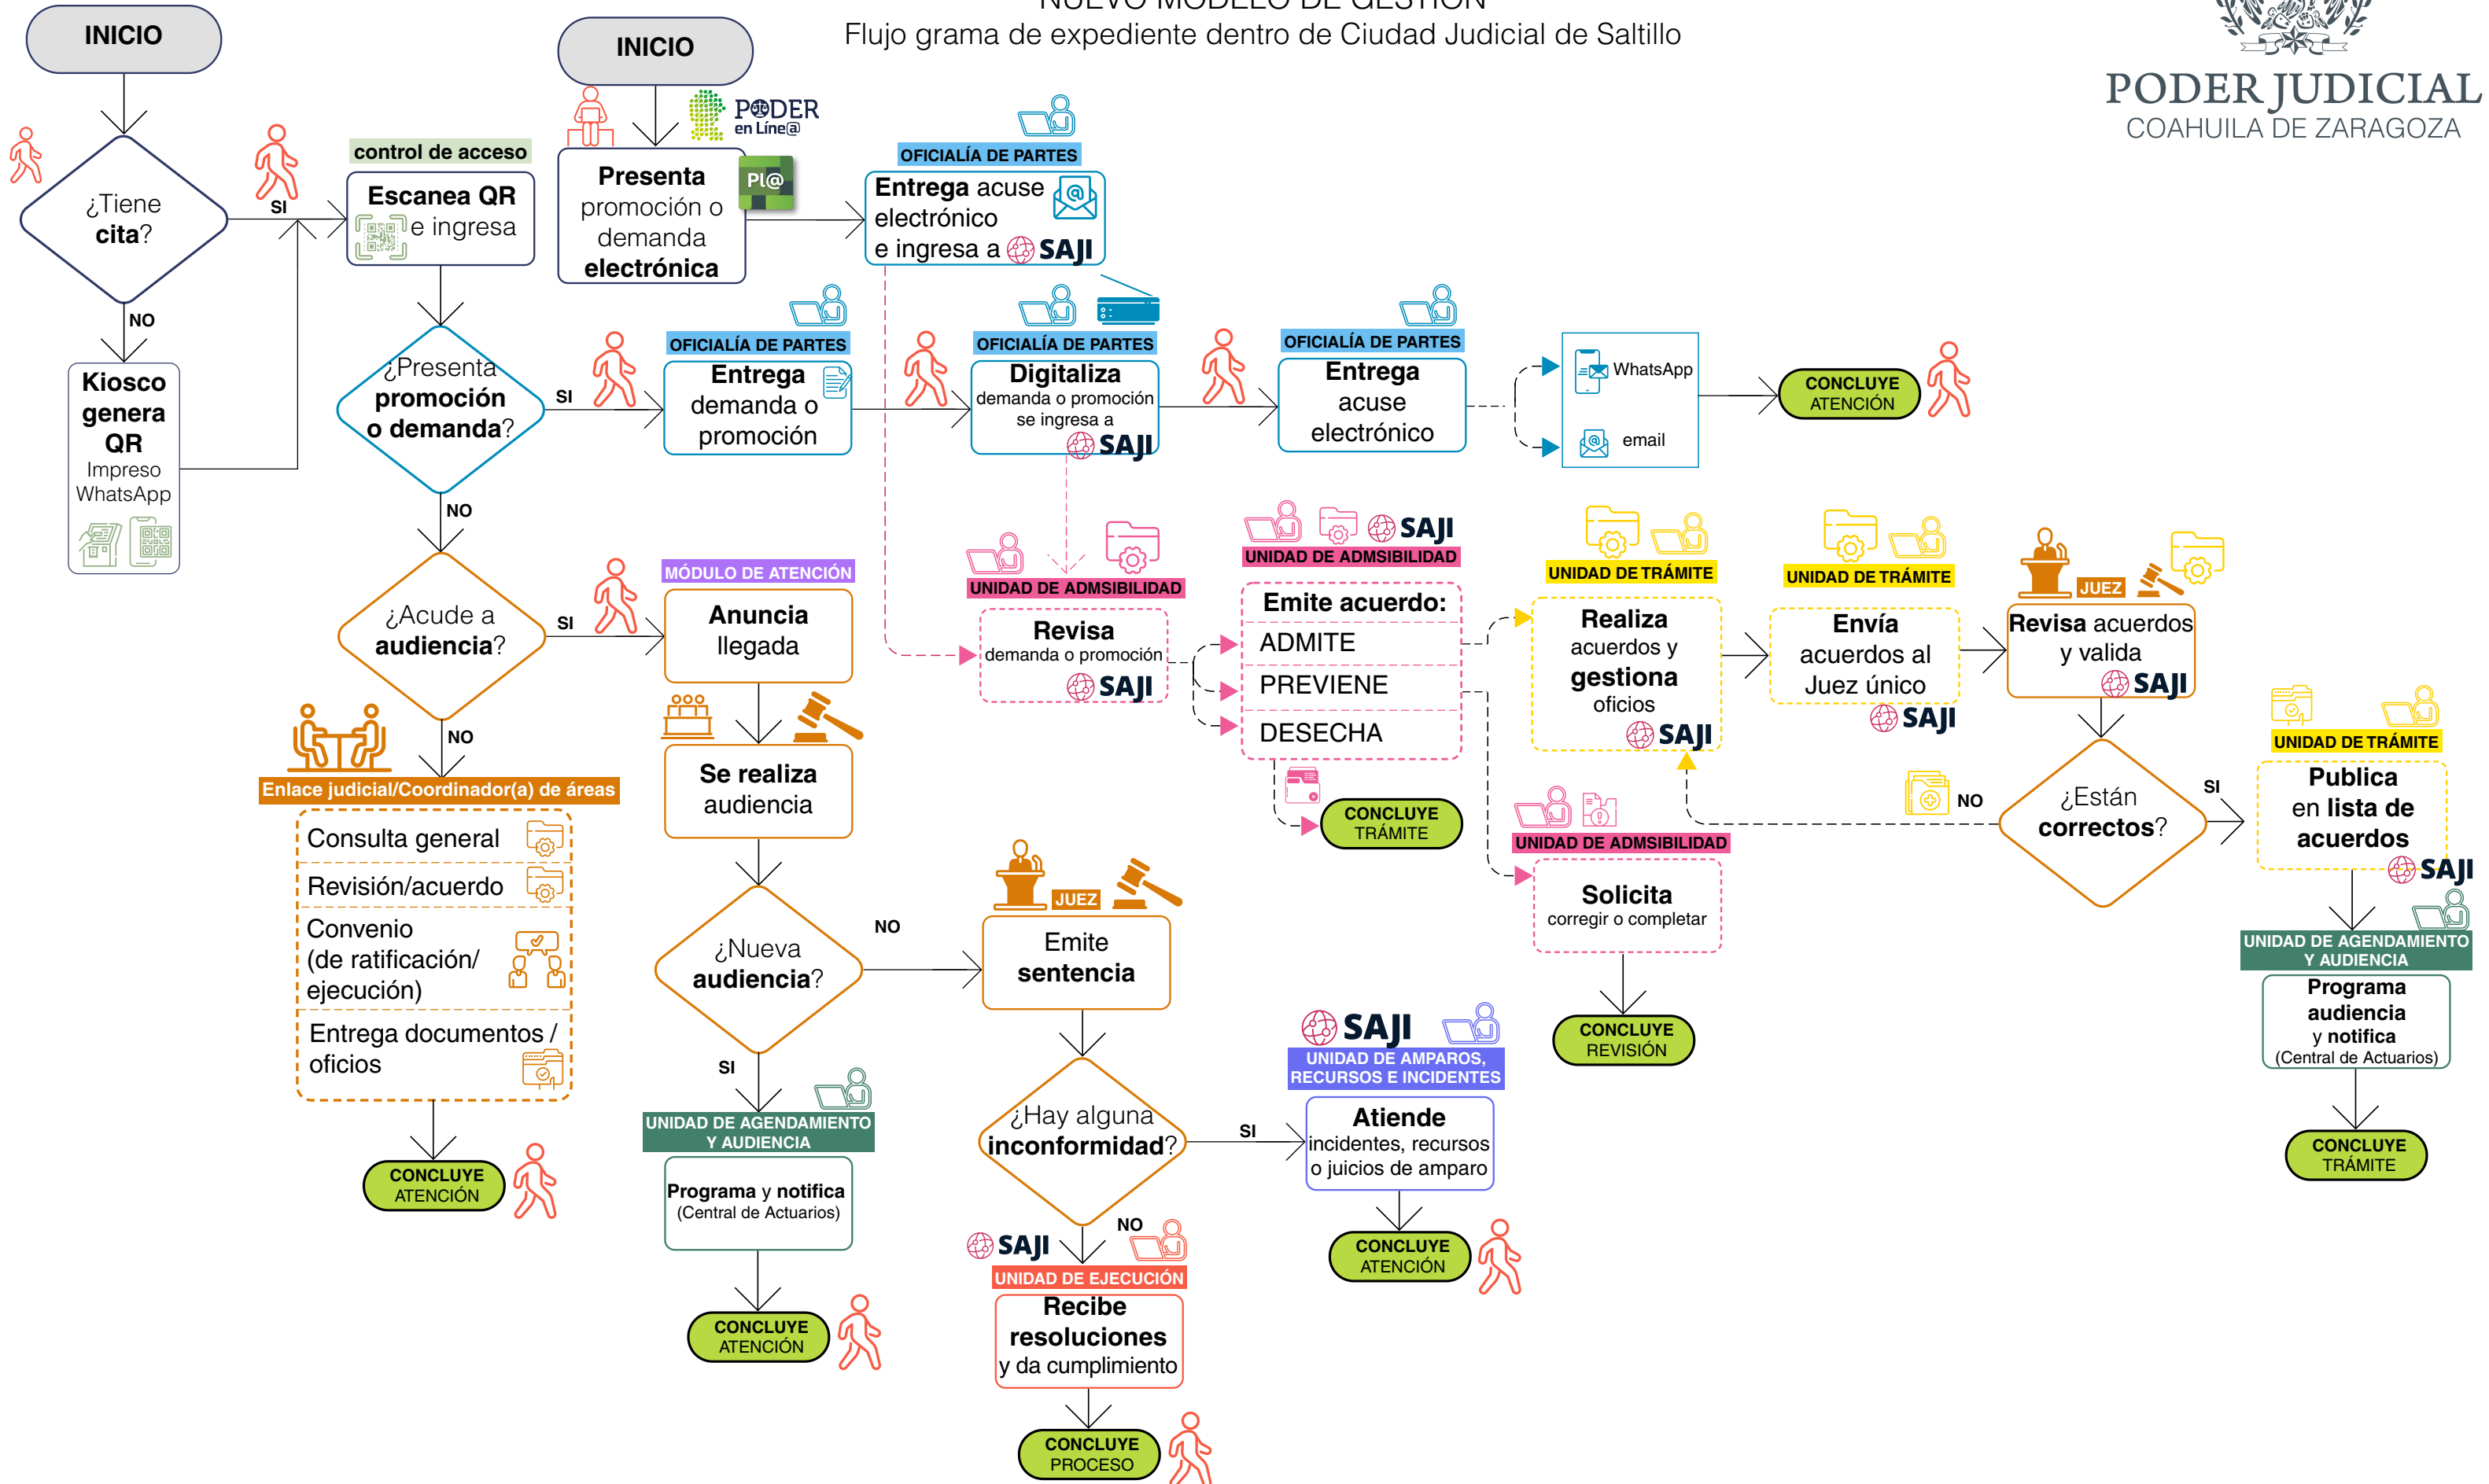 NUEVO MODELO DE GESTIÓN
Flujo grama de expediente dentro de Ciudad Judicial de Saltillo
PODER JUDICIAL
COAHUILA DE ZARAGOZA
INICIO
¿Tiene
cita?
SI
NO
Kiosco
genera
QR
Impreso
WhatsApp
control de acceso
Escanea QR
e ingresa
INICIO
PODER
en Líne@
Pl@
Presenta
promoción o
demanda
electrónica
OFICIALÍA DE PARTES
Entrega acuse
electrónico
e ingresa a SAJI
¿Presenta
promoción
o demanda?
SI
NO
OFICIALÍA DE PARTES
Entrega
demanda o
promoción
OFICIALÍA DE PARTES
Digitaliza
demanda o promoción
se ingresa a
SAJI
OFICIALÍA DE PARTES
Entrega
acuse
electrónico
WhatsApp
email
CONCLUYE
ATENCIÓN
¿Acude a
audiencia?
SI
NO
MÓDULO DE ATENCIÓN
Anuncia
llegada
Se realiza
audiencia
¿Nueva
audiencia?
NO
SI
UNIDAD DE AGENDAMIENTO
Y AUDIENCIA
Programa y notifica
(Central de Actuarios)
CONCLUYE
ATENCIÓN
Enlace judicial/Coordinador(a) de áreas
Consulta general
Revisión/acuerdo
Convenio
(de ratificación/
ejecución)
Entrega documentos /
oficios
CONCLUYE
ATENCIÓN
JUEZ
Emite
sentencia
¿Hay alguna
inconformidad?
SI
NO
SAJI
UNIDAD DE AMPAROS,
RECURSOS E INCIDENTES
Atiende
incidentes, recursos
o juicios de amparo
CONCLUYE
ATENCIÓN
SAJI
UNIDAD DE EJECUCIÓN
Recibe
resoluciones
y da cumplimiento
CONCLUYE
PROCESO
UNIDAD DE ADMSIBILIDAD
Revisa
demanda o promoción
SAJI
SAJI
UNIDAD DE ADMSIBILIDAD
Emite acuerdo:
ADMITE
PREVIENE
DESECHA
CONCLUYE
TRÁMITE
UNIDAD DE ADMSIBILIDAD
Solicita
corregir o completar
CONCLUYE
REVISIÓN
UNIDAD DE TRÁMITE
Realiza
acuerdos y
gestiona
oficios
SAJI
UNIDAD DE TRÁMITE
Envía
acuerdos al
Juez único
SAJI
JUEZ
Revisa acuerdos
y valida
SAJI
¿Están
correctos?
NO
SI
UNIDAD DE TRÁMITE
Publica
en lista de
acuerdos
SAJI
UNIDAD DE AGENDAMIENTO
Y AUDIENCIA
Programa
audiencia
y notifica
(Central de Actuarios)
CONCLUYE
TRÁMITE